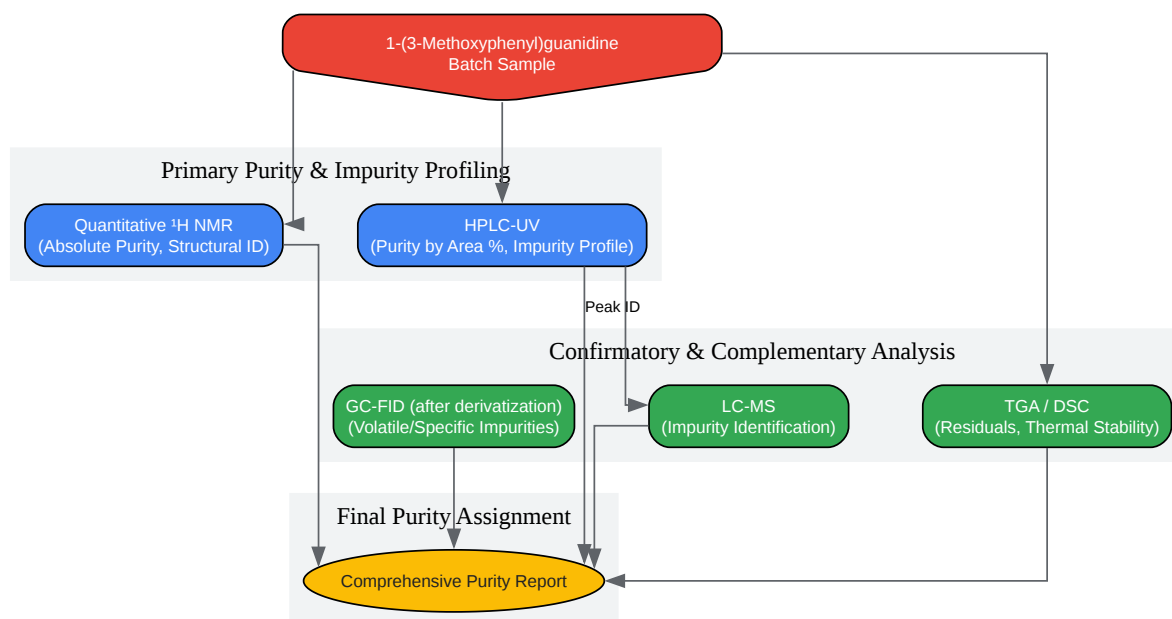 1-(3-Methoxyphenyl)guanidine
Batch Sample
Primary Purity & Impurity Profiling
Quantitative ¹H NMR
(Absolute Purity, Structural ID)
HPLC-UV
(Purity by Area %, Impurity Profile)
Peak ID
Confirmatory & Complementary Analysis
GC-FID (after derivatization)
(Volatile/Specific Impurities)
LC-MS
(Impurity Identification)
TGA / DSC
(Residuals, Thermal Stability)
Final Purity Assignment
Comprehensive Purity Report